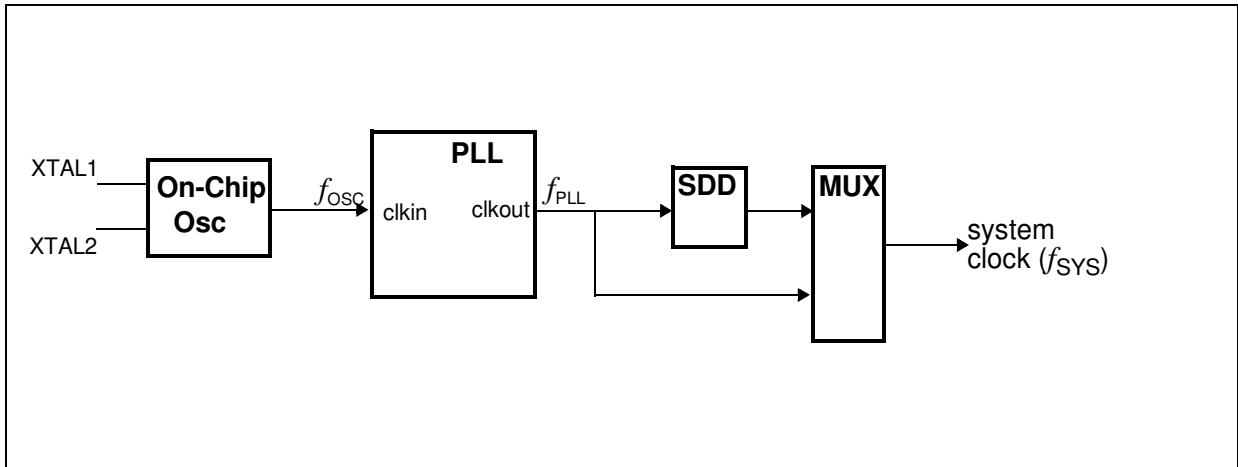 XTAL1
XTAL2
On-Chip
Osc
fOSC
PLL
clkin
clkout
fPLL
SDD
MUX
system
clock (fSYS)